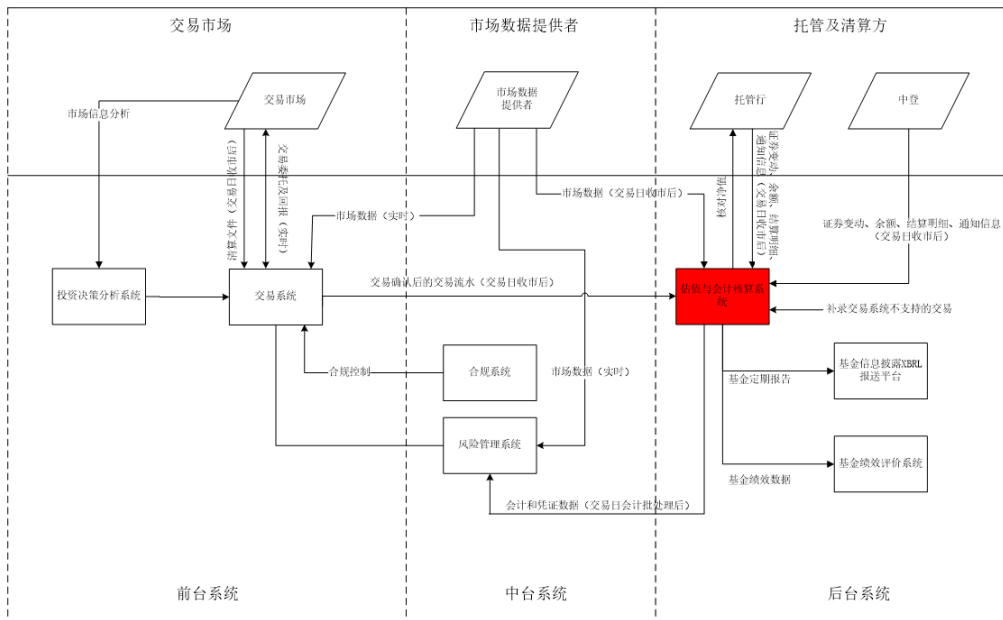 交易市场
市场数据提供者
托管及清算方
交易市场
市场数据
提供者
托管行
中登
市场信息分析
清算文件（交易日收市后）
交易委托及回报（实时）
市场数据（实时）
市场数据（交易日收市后）
核对净值
证券变动、余额、结算明细、
通知信息（交易日收市后）
证券变动、余额、结算明细、通知信息
（交易日收市后）
投资决策分析系统
交易系统
交易确认后的交易流水（交易日收市后）
估值与会计核算系
统
补录交易系统不支持的交易
合规控制
合规系统
市场数据（实时）
基金定期报告
基金信息披露XBRL
报送平台
风险管理系统
基金绩效数据
基金绩效评价系统
会计和凭证数据（交易日会计批处理后）
前台系统
中台系统
后台系统